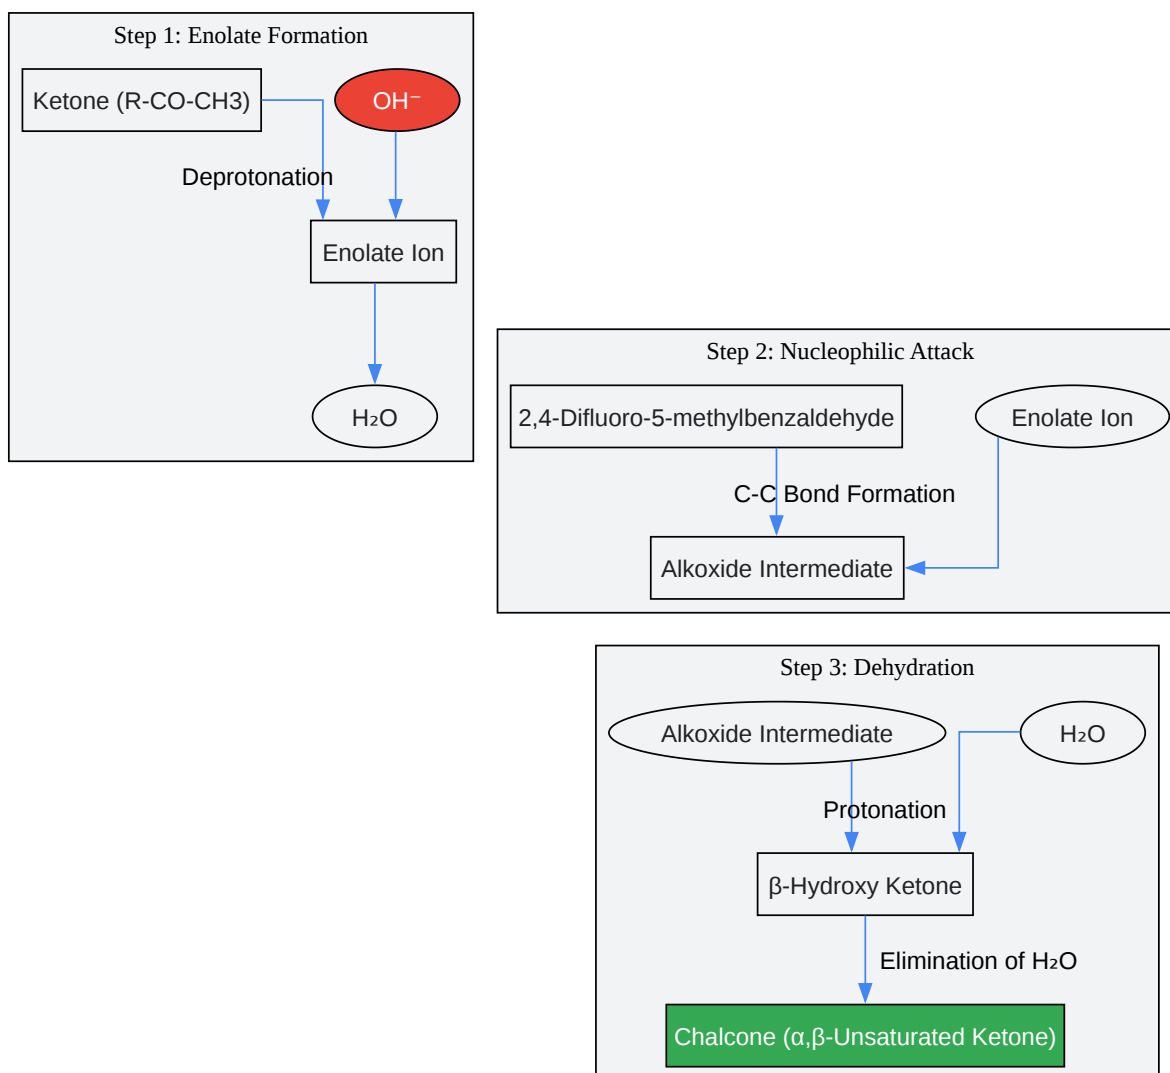 Step 1: Enolate Formation
Ketone (R-CO-CH3)
OH⁻
Deprotonation
Enolate Ion
H₂O
Step 2: Nucleophilic Attack
2,4-Difluoro-5-methylbenzaldehyde
Enolate Ion
C-C Bond Formation
Alkoxide Intermediate
Step 3: Dehydration
Alkoxide Intermediate
H₂O
Protonation
β-Hydroxy Ketone
Elimination of H₂O
Chalcone (α,β-Unsaturated Ketone)